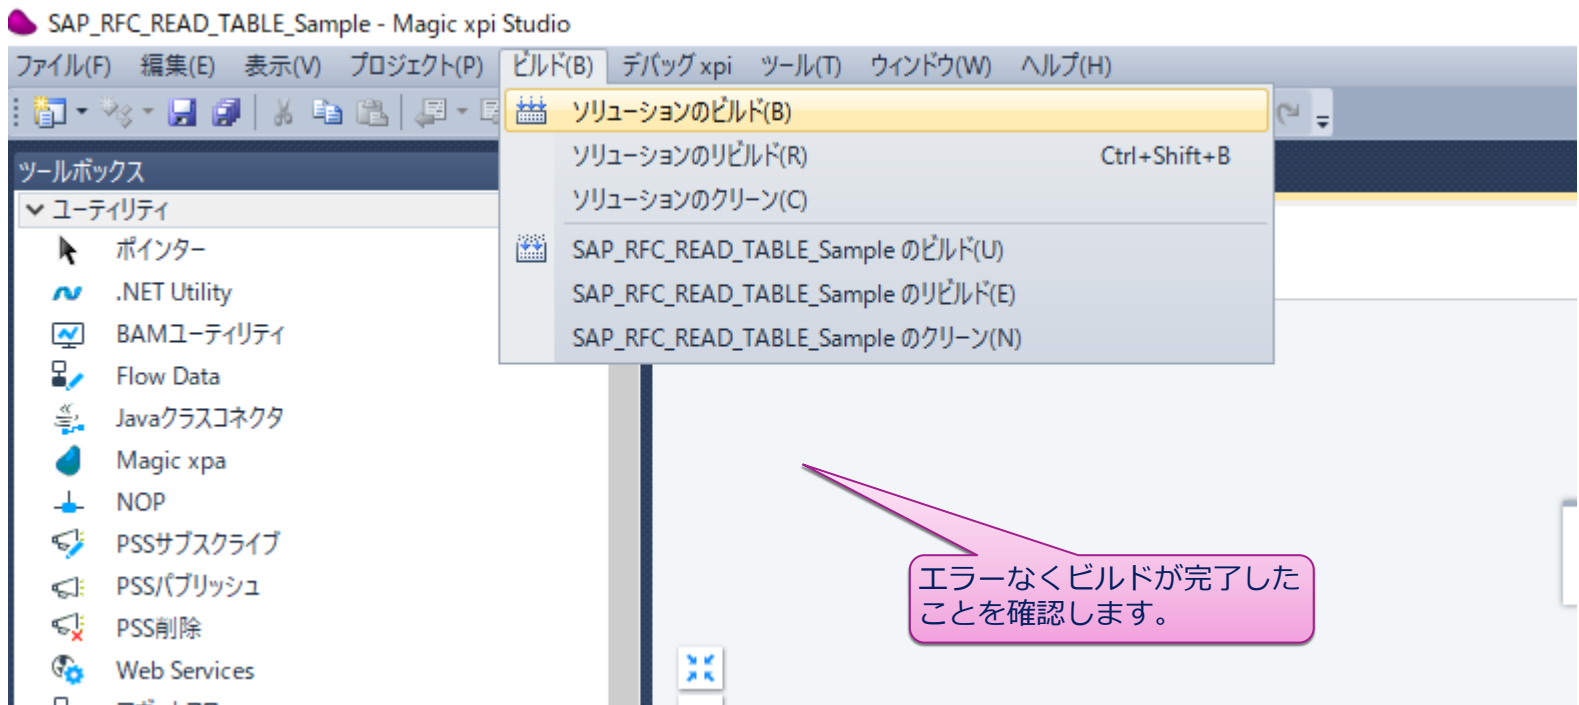 SAP_RFC_READ_TABLE_Sample - Magic xpi Studio
ファイル(F) 編集(E) 表示(V) プロジェクト(P) ビルド(B) デバッグ xpi ツール(T) ウィンドウ(W) ヘルプ(H)
ソリューションのビルド(B)
ソリューションのリビルド(R) Ctrl+Shift+B
ソリューションのクリーン(C)
SAP_RFC_READ_TABLE_Sample のビルド(U)
SAP_RFC_READ_TABLE_Sample のリビルド(E)
SAP_RFC_READ_TABLE_Sample のクリーン(N)
ツールボックス
ユーティリティ
ポインター
.NET Utility
BAMユーティリティ
Flow Data
Javaクラスコネクタ
Magic xpa
NOP
PSSサブスクライブ
PSSパブリッシュ
PSS削除
Web Services
エラーなくビルドが完了した
ことを確認します。